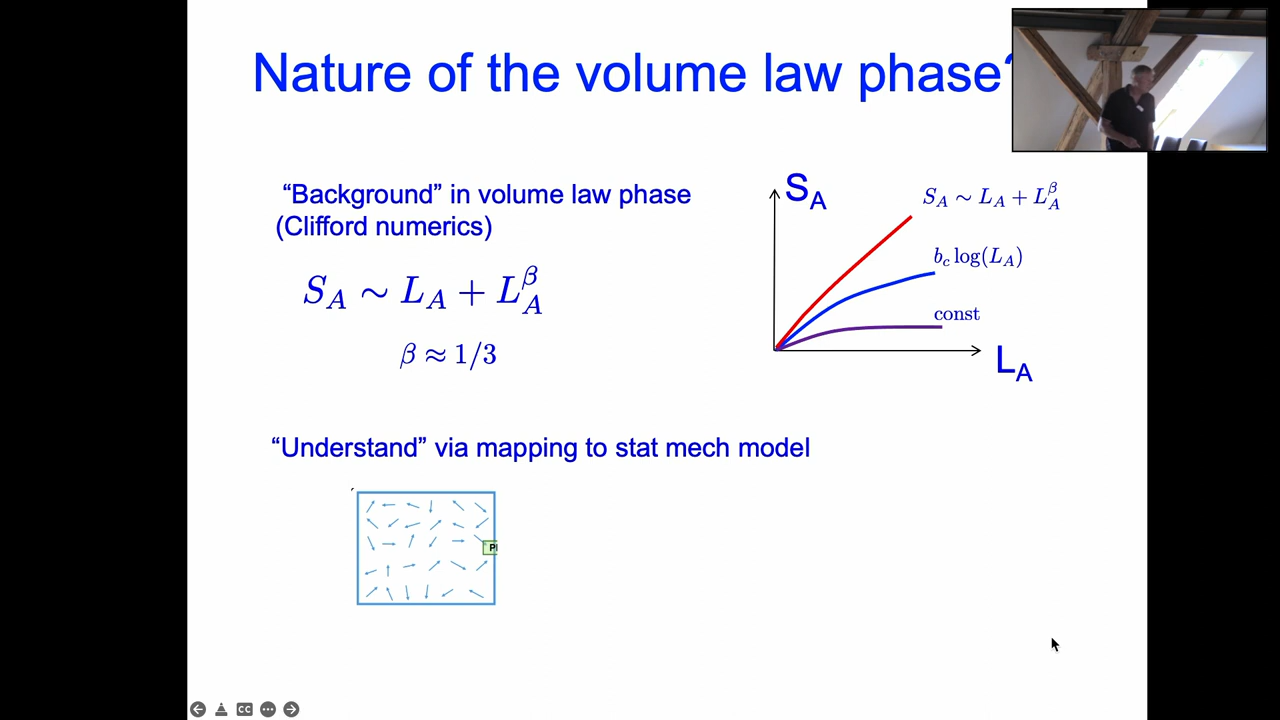 Nature of the volume law phase?
“Background” in volume law phase
(Clifford numerics)
S_A ∼ L_A + L_A^β
β ≈ 1/3
S_A
S_A ∼ L_A + L_A^β
b_c log(L_A)
const
L_A
“Understand” via mapping to stat mech model
CC